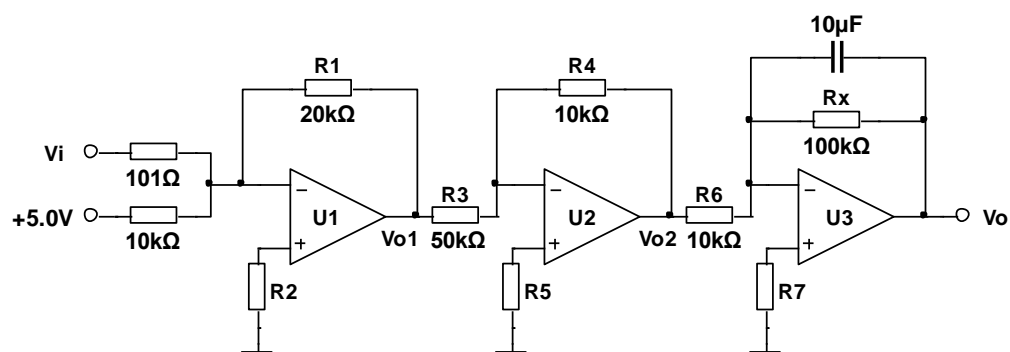 10µF
R1
R4
Rx
20kΩ
10kΩ
100kΩ
Vi
101Ω
+5.0V
10kΩ
−
+
U1
R3
50kΩ
Vo1
−
+
U2
R6
10kΩ
Vo2
−
+
U3
Vo
R2
R5
R7